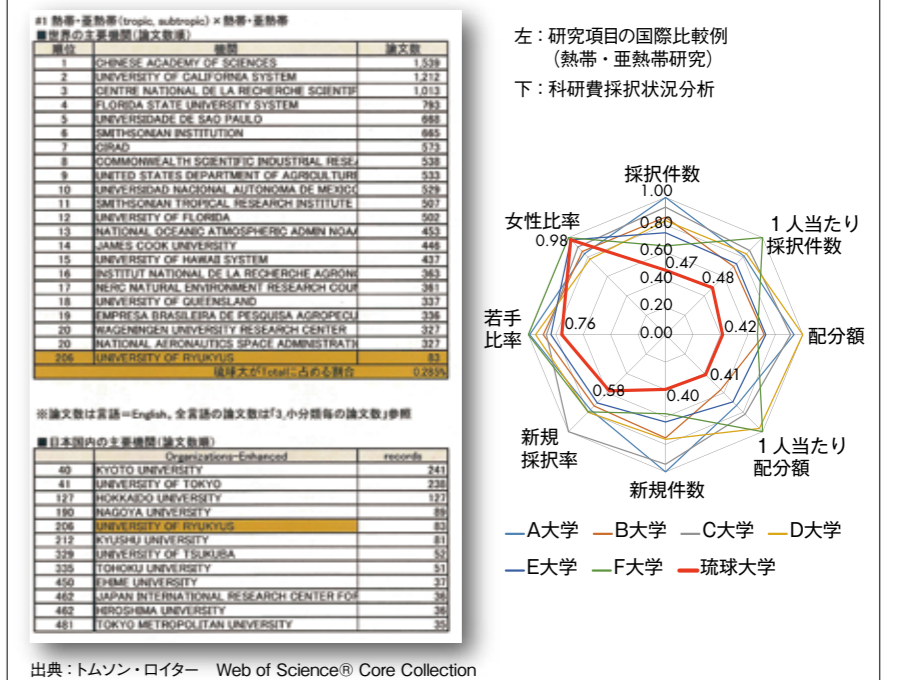 #1 熱帯・亜熱帯(tropic, subtropic) × 熱帯・亜熱帯
■世界の主要機関(論文数順)
順位 機関 論文数
1 CHINESE ACADEMY OF SCIENCES 1,539
2 UNIVERSITY OF CALIFORNIA SYSTEM 1,212
3 CENTRE NATIONAL DE LA RECHERCHE SCIENTIF 1,013
4 FLORIDA STATE UNIVERSITY SYSTEM 793
5 UNIVERSIDADE DE SAO PAULO 668
6 SMITHSONIAN INSTITUTION 665
7 CIRAD 573
8 COMMONWEALTH SCIENTIFIC INDUSTRIAL RESEA 538
9 UNITED STATES DEPARTMENT OF AGRICULTURE 533
10 UNIVERSIDAD NACIONAL AUTONOMA DE MEXICO 529
11 SMITHSONIAN TROPICAL RESEARCH INSTITUTE 507
12 UNIVERSITY OF FLORIDA 502
13 NATIONAL OCEANIC ATMOSPHERIC ADMIN NOAA 453
14 JAMES COOK UNIVERSITY 446
15 UNIVERSITY OF HAWAII SYSTEM 437
16 INSTITUT NATIONAL DE LA RECHERCHE AGRONO 363
17 NERC NATURAL ENVIRONMENT RESEARCH COUN 361
18 UNIVERSITY OF QUEENSLAND 337
19 EMPRESA BRASILEIRA DE PESQUISA AGROPECU 336
20 WAGENINGEN UNIVERSITY RESEARCH CENTER 327
20 NATIONAL AERONAUTICS SPACE ADMINISTRATI 327
206 UNIVERSITY OF RYUKYUS 83
琉球大がTotalに占める割合 0.285%
※論文数は言語=English。全言語の論文数は「3.小分類毎の論文数」参照
■日本国内の主要機関(論文数順)
Organizations-Enhanced records
40 KYOTO UNIVERSITY 241
41 UNIVERSITY OF TOKYO 238
127 HOKKAIDO UNIVERSITY 127
190 NAGOYA UNIVERSITY 89
206 UNIVERSITY OF RYUKYUS 83
212 KYUSHU UNIVERSITY 81
329 UNIVERSITY OF TSUKUBA 52
335 TOHOKU UNIVERSITY 51
450 EHIME UNIVERSITY 37
462 JAPAN INTERNATIONAL RESEARCH CENTER FOR 36
462 HIROSHIMA UNIVERSITY 36
481 TOKYO METROPOLITAN UNIVERSITY 35
出典：トムソン・ロイター Web of Science® Core Collection
左：研究項目の国際比較例
（熱帯・亜熱帯研究）
下：科研費採択状況分析
採択件数
1.00
0.80
0.60
0.40
0.20
0.00
0.47
1人当たり
採択件数
0.48
配分額
0.42
1人当たり
配分額
0.41
新規件数
0.40
新規
採択率
0.58
若手
比率
0.76
女性比率
0.98
A大学 B大学 C大学 D大学
E大学 F大学 琉球大学